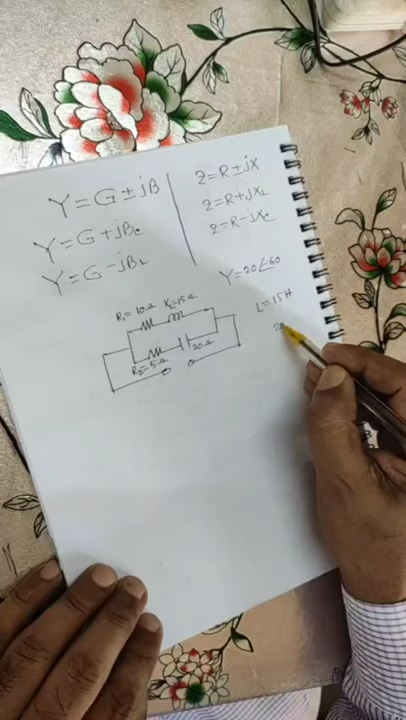 Y = G ± jB
Y = G + jBc
Y = G - jBL
Z = R ± jX
Z = R + jXL
Z = R - jXc
Y = 20∠60
L = 15H
R₁ = 10Ω XL = 15Ω
R₂ = 5Ω 20Ω